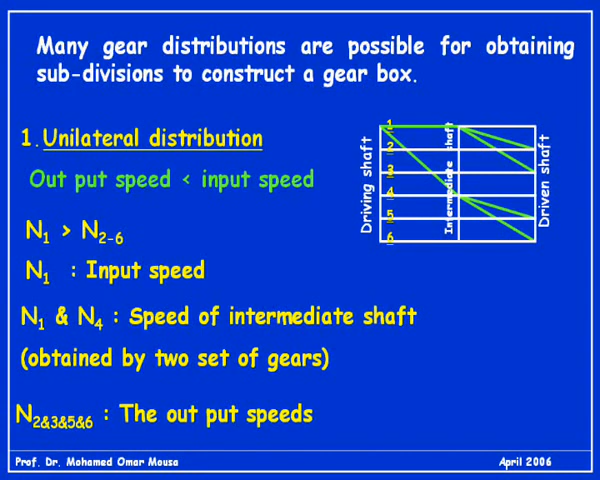 Many gear distributions are possible for obtaining
sub-divisions to construct a gear box.
1.Unilateral distribution
Out put speed < input speed
N1 > N2-6
N1 : Input speed
N1 & N4 : Speed of intermediate shaft
(obtained by two set of gears)
N2&3&5&6 : The out put speeds
Driving shaft
1
2
3
4
5
6
Intermediate shaft
Driven shaft
Prof. Dr. Mohamed Omar Mousa
April 2006